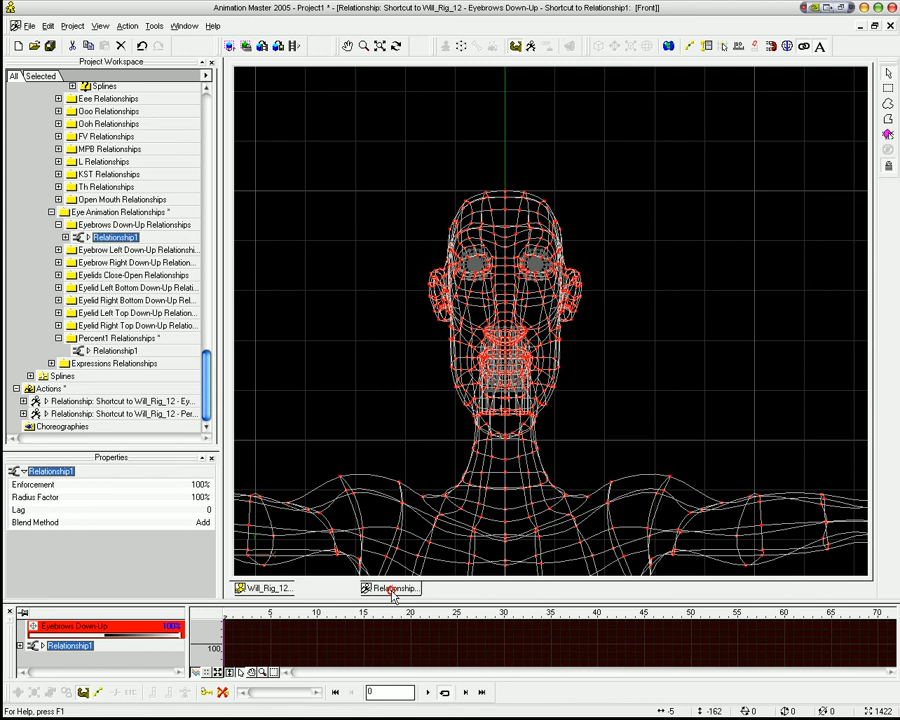 Animation Master 2005 - Project1 * - [Relationship: Shortcut to Will_Rig_12 - Eyebrows Down-Up - Shortcut to Relationship1: [Front]]
File Edit View Action Tools Window Help
Project Workspace
All Selected
Splines
Eee Relationships
Ooo Relationships
Ooh Relationships
FV Relationships
MPB Relationships
L Relationships
KST Relationships
Th Relationships
Open Mouth Relationships
Eye Animation Relationships *
Eyebrows Down-Up Relationships
Relationship1
Eyebrow Left Down-Up Relationshi...
Eyebrow Right Down-Up Relationsh...
Eyelids Close-Open Relationships
Eyelid Left Bottom Down-Up Relati...
Eyelid Right Bottom Down-Up Rel...
Eyelid Left Top Down-Up Relations...
Eyelid Right Top Down-Up Relatio...
Percent1 Relationships *
Relationship1
Expressions Relationships
Splines
Actions *
Relationship: Shortcut to Will_Rig_12 - Ey...
Relationship: Shortcut to Will_Rig_12 - Per...
Choreographies
Properties
Relationship1
Enforcement 100%
Radius Factor 100%
Lag 0
Blend Method Add
Will_Rig_12... Relationship...
5 10 15 20 25 30 35 40 45 50 55 60 65 70
Eyebrows Down-Up 100%
Relationship1
100
0
For Help, press F1
-5 -162 0 0 0 1422